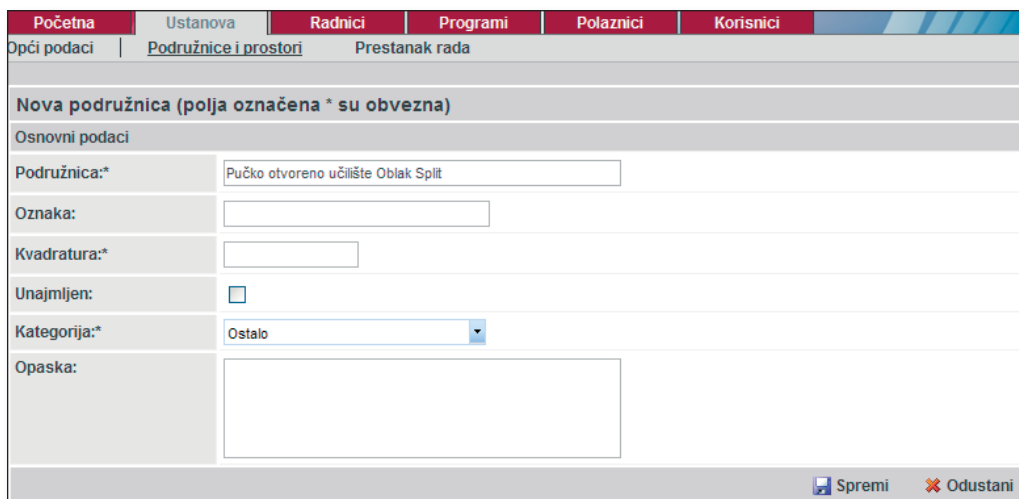 Početna Ustanova Radnici Programi Polaznici Korisnici
Opći podaci | Podružnice i prostori Prestanak rada
Nova podružnica (polja označena * su obvezna)
Osnovni podaci
Podružnica:* Pučko otvoreno učilište Oblak Split
Oznaka:
Kvadratura:*
Unajmljen:
Kategorija:* Ostalo
Opaska:
Spremi Odustani